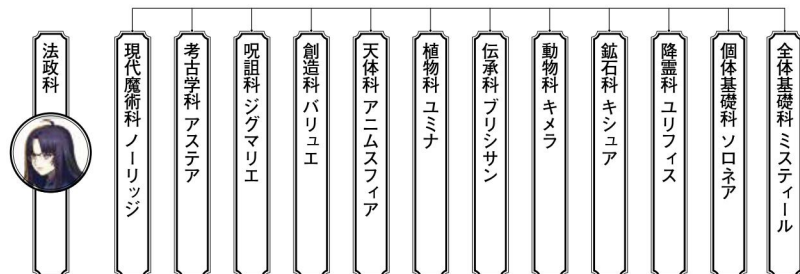 全体基礎科 ミスティール
個体基礎科 ソロネア
降霊科 ユリフィス
鉱石科 キシュア
動物科 キメラ
伝承科 ブリシサン
植物科 ユミナ
天体科 アニムスフィア
創造科 バリュエ
呪詛科 ジグマリエ
考古学科 アステア
現代魔術科 ノーリッジ
法政科